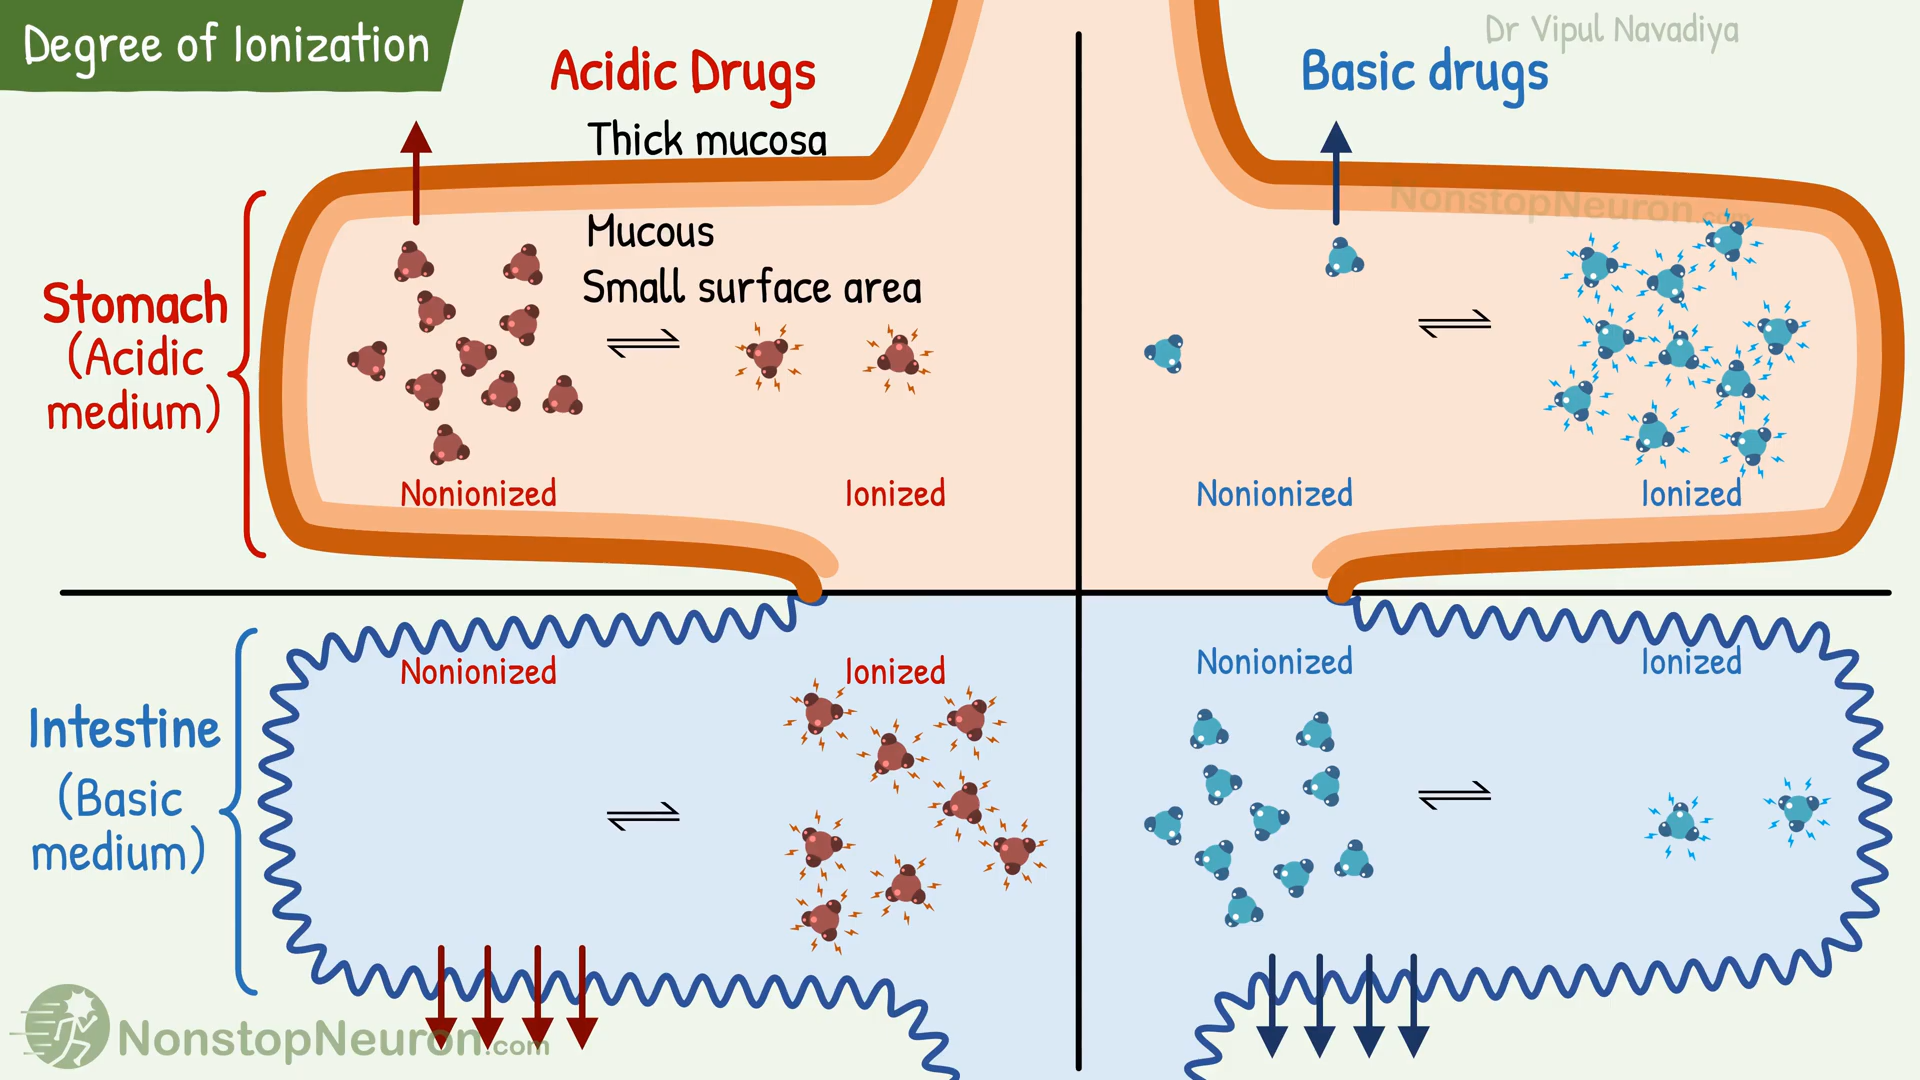 Degree of Ionization
Dr Vipul Navadiya
Acidic Drugs
Basic drugs
Thick mucosa
NonstopNeuron.com
Mucous
Small surface area
Stomach
(Acidic
medium)
Nonionized
Ionized
Nonionized
Ionized
Nonionized
Ionized
Nonionized
Ionized
Intestine
(Basic
medium)
NonstopNeuron.com